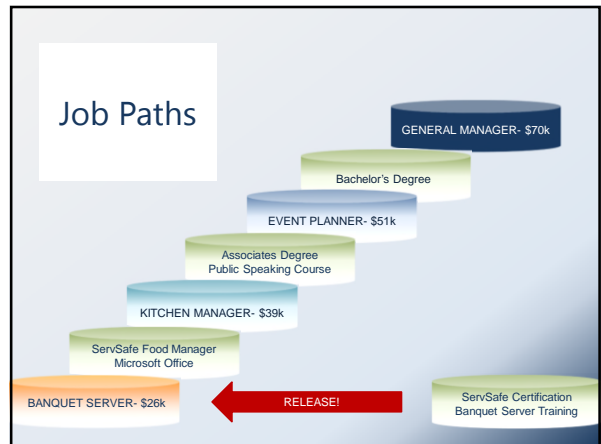 Job Paths
GENERAL MANAGER- $70k
Bachelor's Degree
EVENT PLANNER- $51k
Associates Degree
Public Speaking Course
KITCHEN MANAGER- $39k
ServSafe Food Manager
Microsoft Office
BANQUET SERVER- $26k
RELEASE!
ServSafe Certification
Banquet Server Training